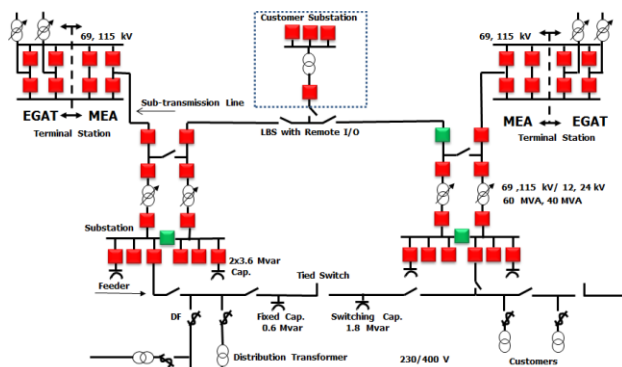 Customer Substation
69, 115 kV
69, 115 kV
EGAT
MEA
Terminal Station
Sub-transmission Line
LBS with Remote I/O
MEA
EGAT
Terminal Station
69 ,115 kV/ 12, 24 kV
60 MVA, 40 MVA
Substation
2x3.6 Mvar
Cap.
Feeder
Tied Switch
DF
Fixed Cap.
0.6 Mvar
Switching Cap.
1.8 Mvar
Distribution Transformer
230/400 V
Customers